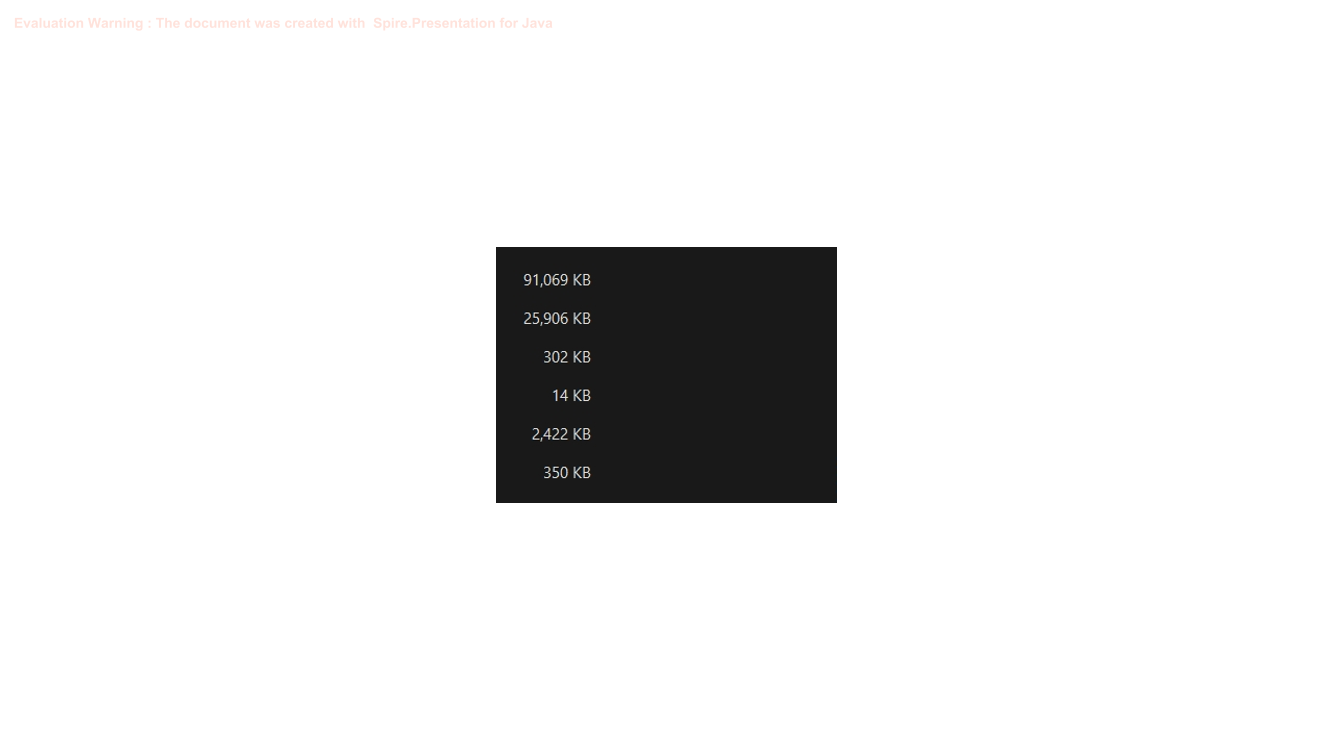 Evaluation Warning : The document was created with  Spire.Presentation for Java
91,069 KB
25,906 KB
302 KB
14 KB
2,422 KB
350 KB